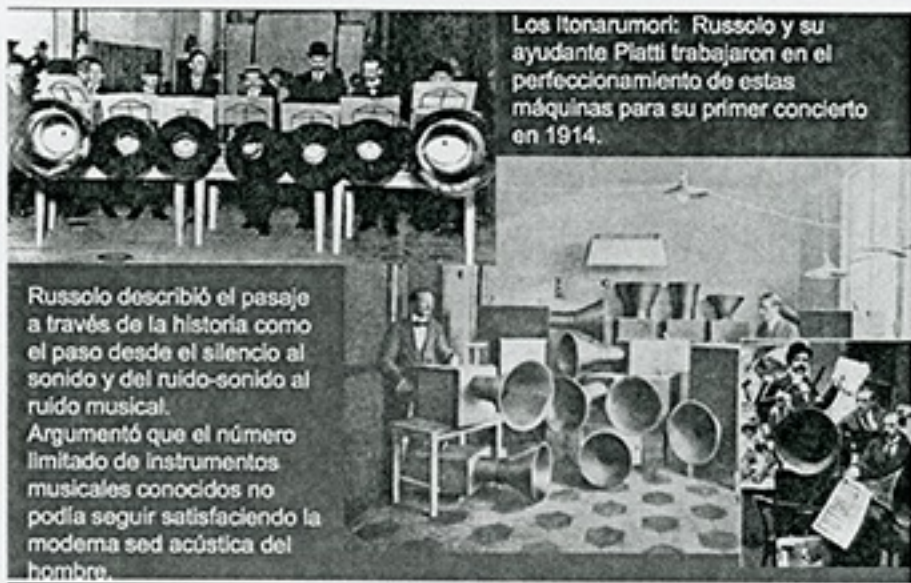 Los Itonarumori: Russolo y su
ayudante Piatti trabajaron en el
perfeccionamiento de estas
máquinas para su primer concierto
en 1914.
Russolo describió el pasaje
a través de la historia como
el paso desde el silencio al
sonido y del ruido-sonido al
ruido musical.
Argumentó que el número
limitado de instrumentos
musicales conocidos no
podía seguir satisfaciendo la
moderna sed acústica del
hombre.